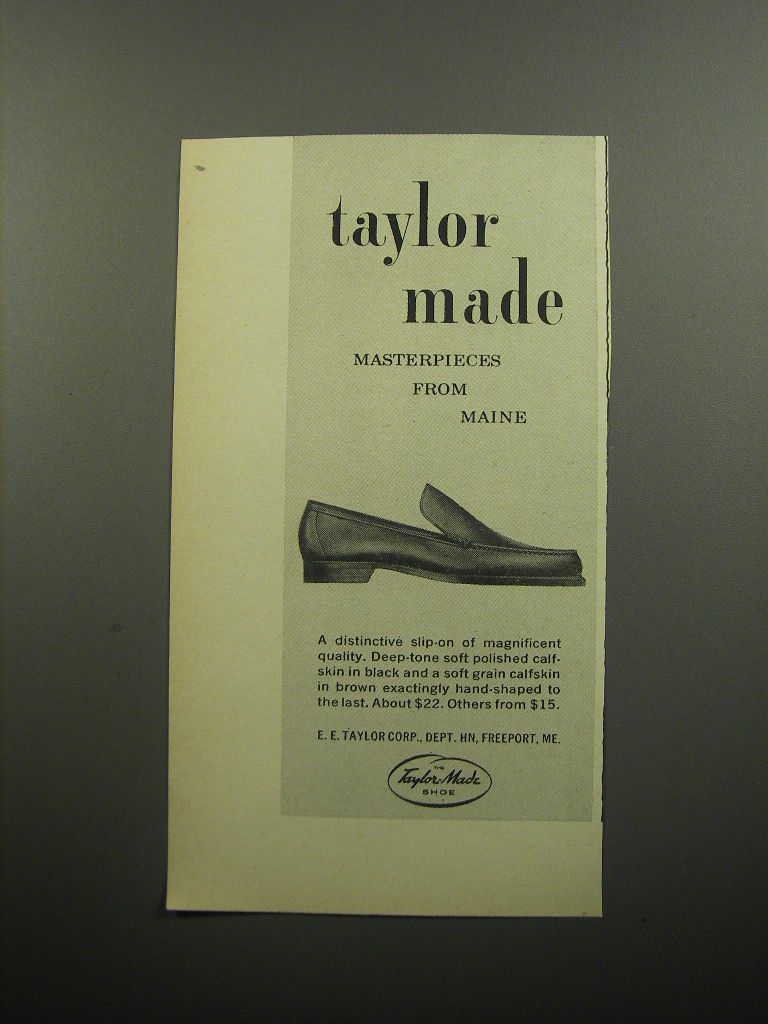 taylor
made
MASTERPIECES
FROM
MAINE
A distinctive slip-on of magnificent
quality. Deep-tone soft polished calf-
skin in black and a soft grain calfskin
in brown exactingly hand-shaped to
the last. About $22. Others from $15.
E. E. TAYLOR CORP., DEPT. HN, FREEPORT, ME.
THE
Taylor-Made
SHOE